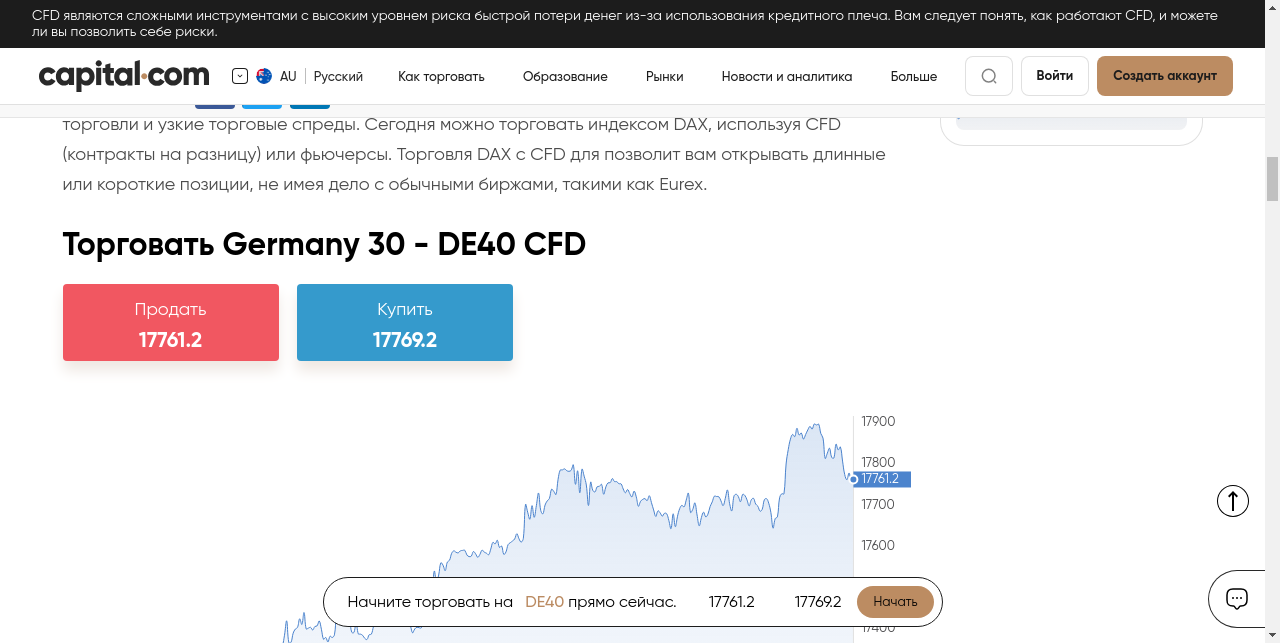 CFD являются сложными инструментами с высоким уровнем риска быстрой потери денег из-за использования кредитного плеча. Вам следует понять, как работают CFD, и можете
ли вы позволить себе риски.
capital.com
AU
Русский
Как торговать
Образование
Рынки
Новости и аналитика
Больше
Войти
Создать аккаунт
торговли и узкие торговые спреды. Сегодня можно торговать индексом DAX, используя CFD
(контракты на разницу) или фьючерсы. Торговля DAX с CFD для позволит вам открывать длинные
или короткие позиции, не имея дело с обычными биржами, такими как Eurex.
Торговать Germany 30 - DE40 CFD
Продать
17761.2
Купить
17769.2
17900
17800
17761.2
17700
17600
Начните торговать на DE40 прямо сейчас.
17761.2
17769.2
Начать
17400